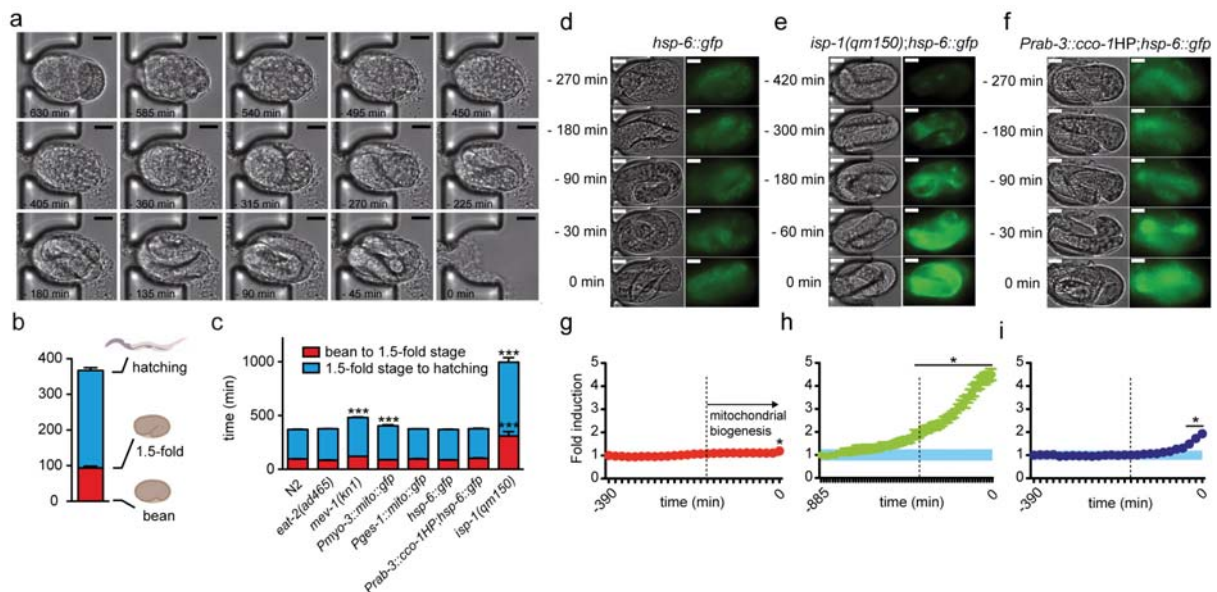 a
- 630 min
- 585 min
- 540 min
- 495 min
- 450 min
- 405 min
- 360 min
- 315 min
- 270 min
- 225 min
- 180 min
- 135 min
- 90 min
- 45 min
0 min
b
400
300
200
100
0
hatching
1.5-fold
bean
c
time (min)
1000
500
0
bean to 1.5-fold stage
1.5-fold stage to hatching
***
***
***
***
N2
eat-2(ad465)
mev-1(kn1)
Pmyo-3::mito::gfp
Pges-1::mito::gfp
hsp-6::gfp
Prab-3::cco-1HP;hsp-6::gfp
isp-1(qm150)
d
hsp-6::gfp
- 270 min
- 180 min
- 90 min
- 30 min
0 min
e
isp-1(qm150);hsp-6::gfp
- 420 min
- 300 min
- 180 min
- 60 min
0 min
f
Prab-3::cco-1HP;hsp-6::gfp
- 270 min
- 180 min
- 90 min
- 30 min
0 min
g
Fold induction
5
4
3
2
1
0
mitochondrial
biogenesis
*
-390
0
time (min)
h
5
4
3
2
1
0
*
-885
0
time (min)
i
5
4
3
2
1
0
*
-390
0
time (min)